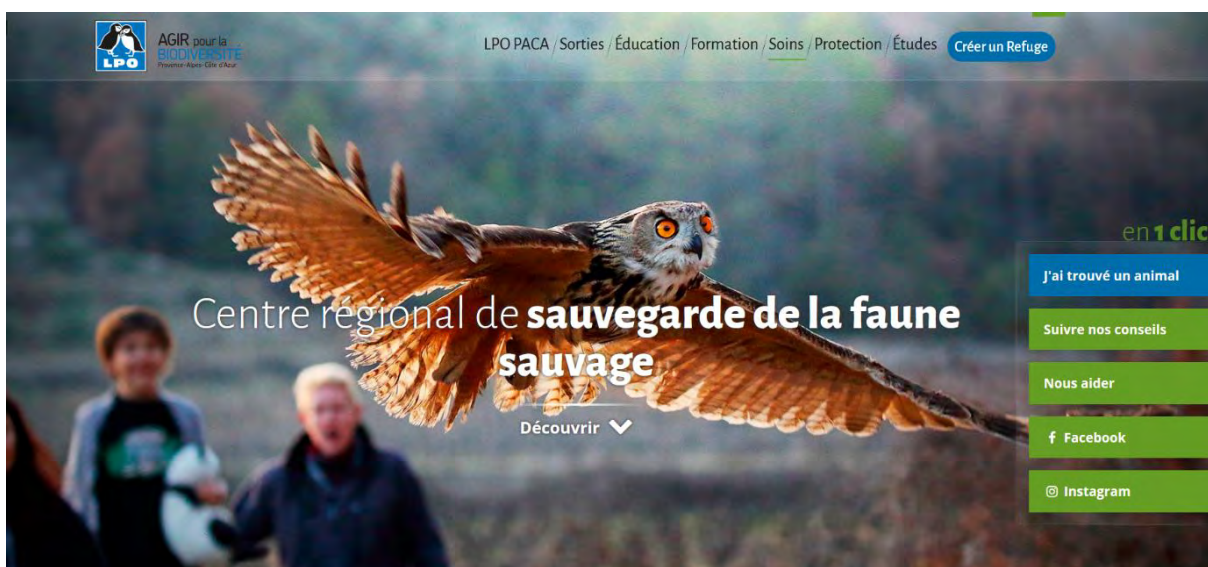 AGIR pour la
BIODIVERSITÉ
Provence-Alpes-Côte d'Azur
LPO
LPO PACA / Sorties / Éducation / Formation / Soins / Protection / Études Créer un Refuge
en 1 clic
J'ai trouvé un animal
Suivre nos conseils
Nous aider
Facebook
Instagram
Centre régional de sauvegarde de la faune
sauvage
Découvrir